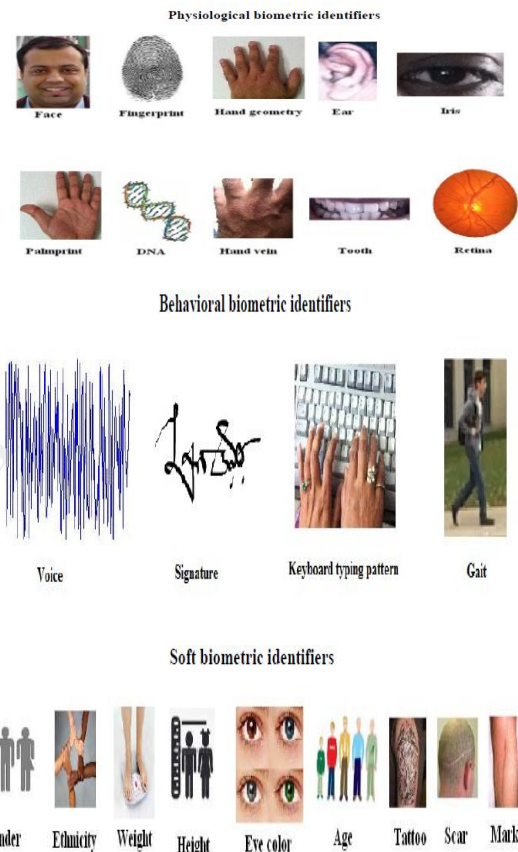 Physiological biometric identifiers
Face Fingerprint Hand geometry Ear Iris
Palmprint DNA Hand vein Tooth Retina
Behavioral biometric identifiers
Voice Signature Keyboard typing pattern Gait
Soft biometric identifiers
nder Ethnicity Weight Height Eye color Age Tattoo Scar Mark